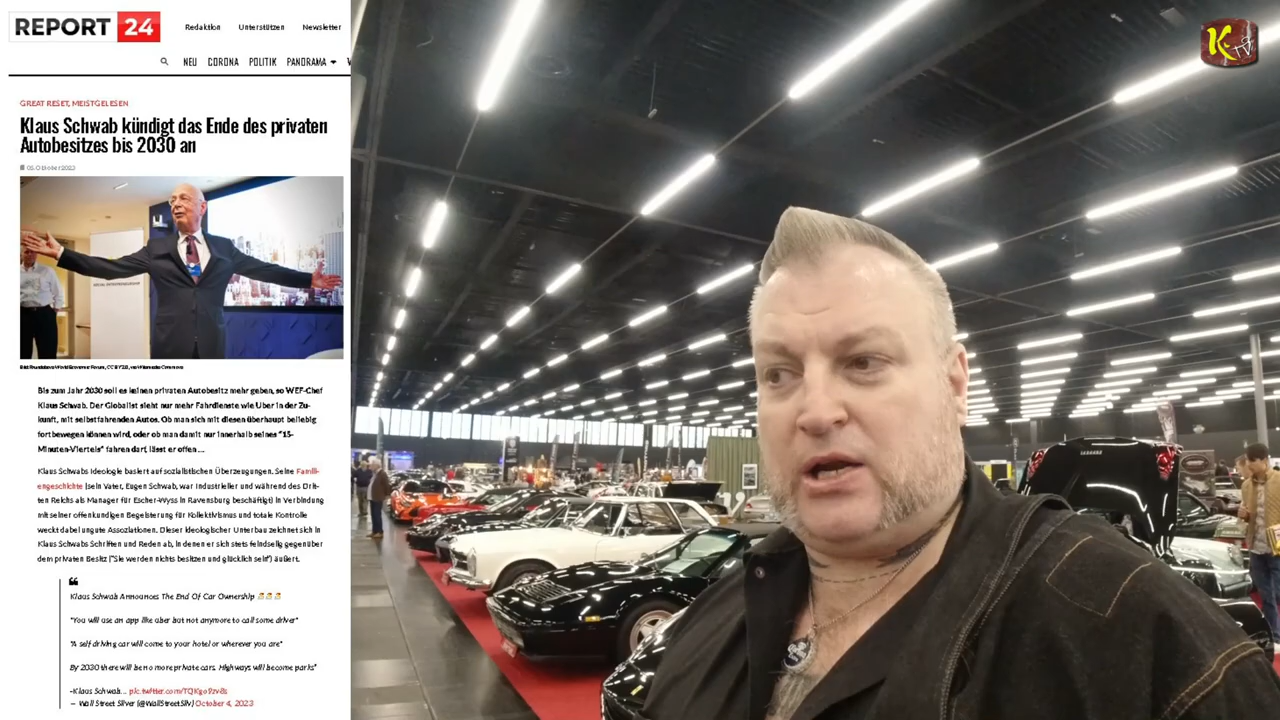 REPORT 24
Redaktion Unterstützen Newsletter
NEU CORONA POLITIK PANORAMA
GREAT RESET, MEISTGELESEN
Klaus Schwab kündigt das Ende des privaten
Autobesitzes bis 2030 an
05. Oktober 2023
Bis zum Jahr 2030 soll es keinen privaten Autobesitz mehr geben, so WEF-Chef
Klaus Schwab. Der Globalist sieht nur mehr Fahrdienste wie Uber in der Zu-
kunft, mit selbstfahrenden Autos. Ob man sich mit diesen überhaupt beliebig
fortbewegen können wird, oder ob man damit nur innerhalb seines "15-
Minuten-Viertels" fahren darf, lässt er offen ...
Klaus Schwabs Ideologie basiert auf sozialistischen Überzeugungen. Seine Famili-
engeschichte (sein Vater, Eugen Schwab, war Industrieller und während des Drit-
ten Reichs als Manager für Escher-Wyss in Ravensburg beschäftigt) in Verbindung
mit seiner offenkundigen Begeisterung für Kollektivismus und totale Kontrolle
weckt dabei ungute Assoziationen. Dieser ideologischer Unterbau zeichnet sich in
Klaus Schwabs Schriften und Reden ab, in denen er sich stets feindselig gegenüber
dem privaten Besitz ("Sie werden nichts besitzen und glücklich sein") äußert.
Klaus Schwab Announces The End Of Car Ownership
"You will use an app like uber but not anymore to call some driver"
"A self driving car will come to your hotel or wherever you are"
By 2030 there will be no more private cars. Highways will become parks"
-Klaus Schwab... pic.twitter.com/TQKgo9zv8s
— Wall Street Silver (@WallStreetSilv) October 4, 2023
K TV